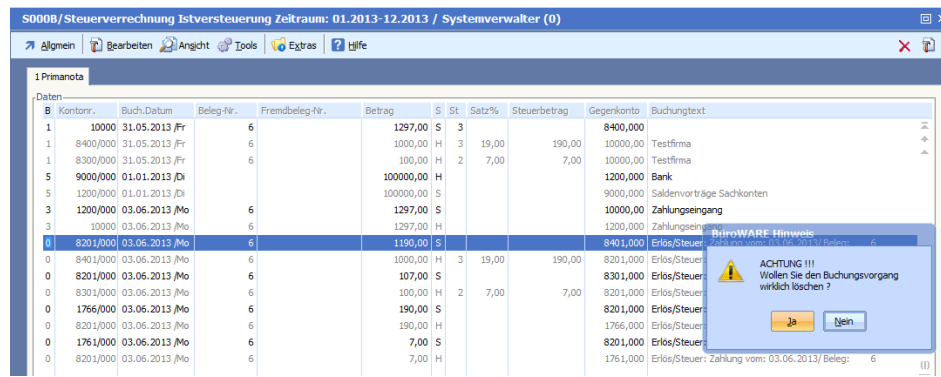 S000B/Steuerverrechnung Istversteuerung Zeitraum: 01.2013-12.2013 / Systemverwalter (0)
Allgmein Bearbeiten Angicht Tools Extras Hilfe
1 Primanota
Daten
B Kontonr. Buch.Datum Beleg-Nr. Fremdbeleg-Nr. Betrag S St Satz% Steuerbetrag Gegenkonto Buchungtext
1 10000 31.05.2013 /Fr 6 1297,00 S 3 8400,000
1 8400/000 31.05.2013 /Fr 6 1000,00 H 3 19,00 190,00 10000,00 Testfirma
1 8300/000 31.05.2013 /Fr 6 100,00 H 2 7,00 7,00 10000,00 Testfirma
5 9000/000 01.01.2013 /Di 100000,00 H 1200,000 Bank
5 1200/000 01.01.2013 /Di 100000,00 S 9000,000 Saldenvorträge Sachkonten
3 1200/000 03.06.2013 /Mo 6 1297,00 S 10000,00 Zahlungseingang
3 10000 03.06.2013 /Mo 6 1297,00 H 1200,000 Zahlungseingang
0 8201/000 03.06.2013 /Mo 6 1190,00 S 8401,000 Erlös/Steuer: Zahlung vom: 03.06.2013/ Beleg: 6
0 8401/000 03.06.2013 /Mo 6 1000,00 H 3 19,00 190,00 8201,000 Erlös/Steuer:
0 8201/000 03.06.2013 /Mo 6 107,00 S 8301,000 Erlös/Steuer:
0 8301/000 03.06.2013 /Mo 6 100,00 H 2 7,00 7,00 8201,000 Erlös/Steuer:
0 1766/000 03.06.2013 /Mo 6 190,00 S 8201,000 Erlös/Steuer:
0 8201/000 03.06.2013 /Mo 6 190,00 H 1766,000 Erlös/Steuer:
0 1761/000 03.06.2013 /Mo 6 7,00 S 8201,000 Erlös/Steuer:
0 8201/000 03.06.2013 /Mo 6 7,00 H 1761,000 Erlös/Steuer: Zahlung vom: 03.06.2013/ Beleg: 6
BüroWARE Hinweis
ACHTUNG !!!
Wollen Sie den Buchungsvorgang
wirklich löschen ?
Ja Nein